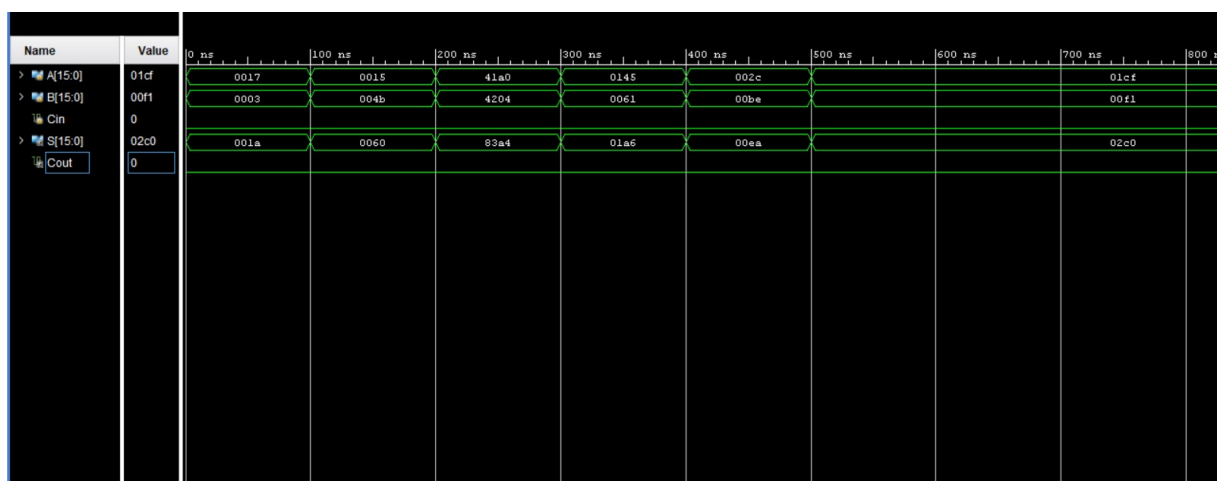 Name Value 0 ns 100 ns 200 ns 300 ns 400 ns 500 ns 600 ns 700 ns 800
> A[15:0] 01cf 0017 0015 41a0 0145 002c 01cf
> B[15:0] 00f1 0003 004b 4204 0061 00be 00f1
Cin 0
> S[15:0] 02c0 001a 0060 83a4 01a6 00ea 02c0
Cout 0